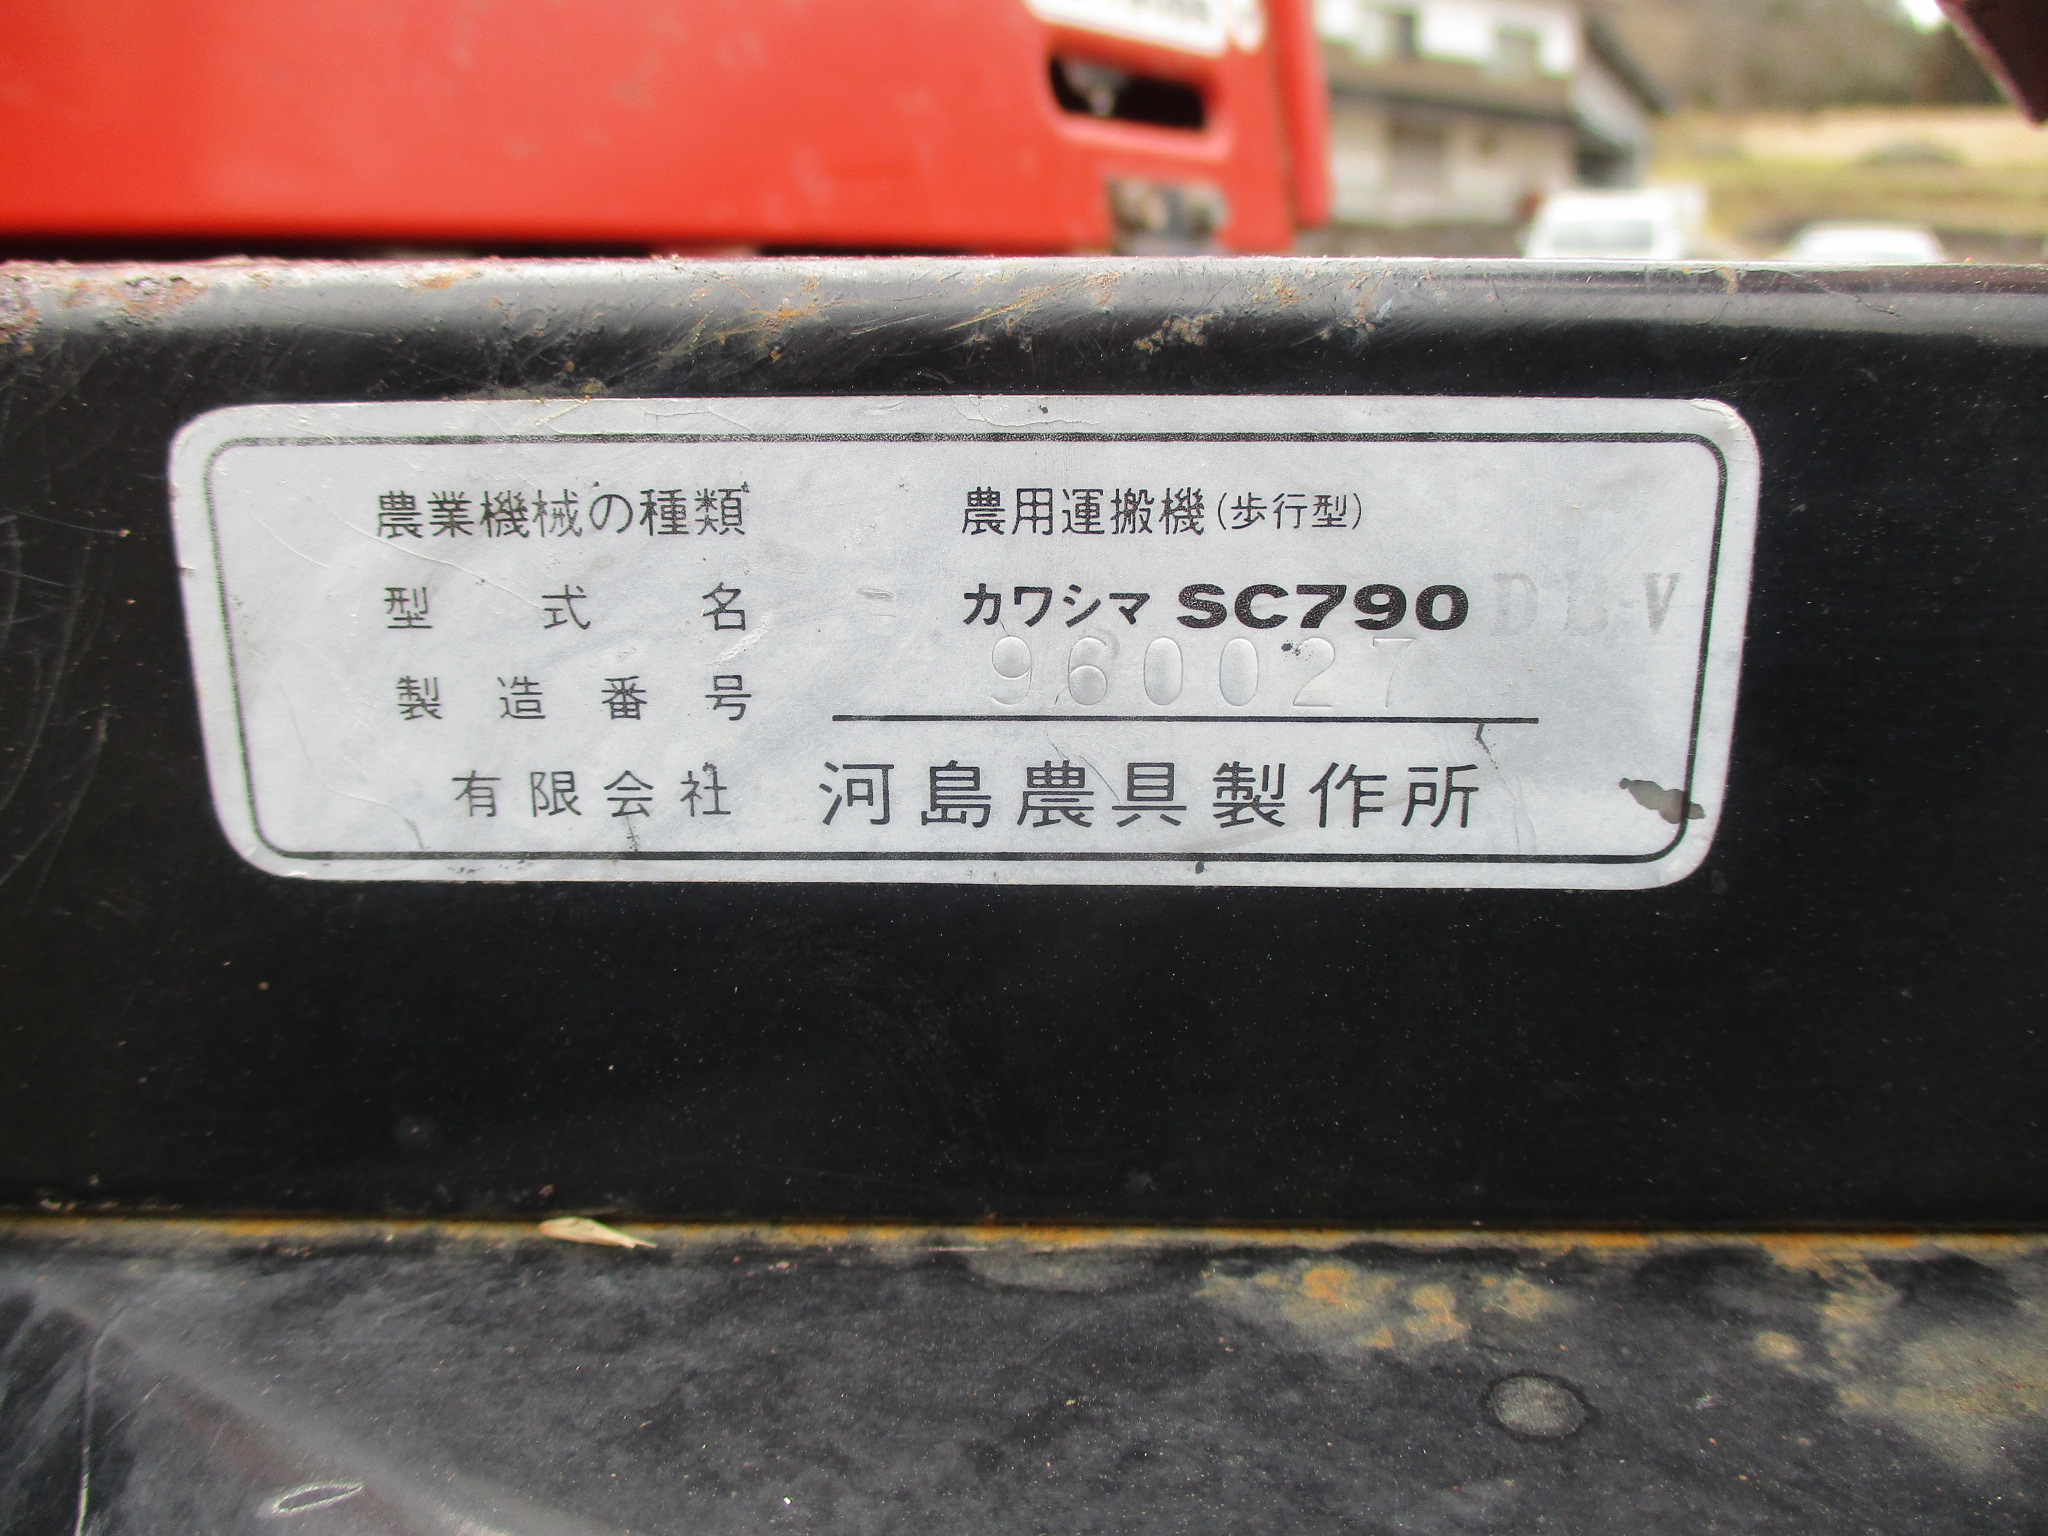 農業機械の種類 農用運搬機(歩行型)
型式名 カワシマ SC790 DLV
製造番号 960027
有限会社 河島農具製作所